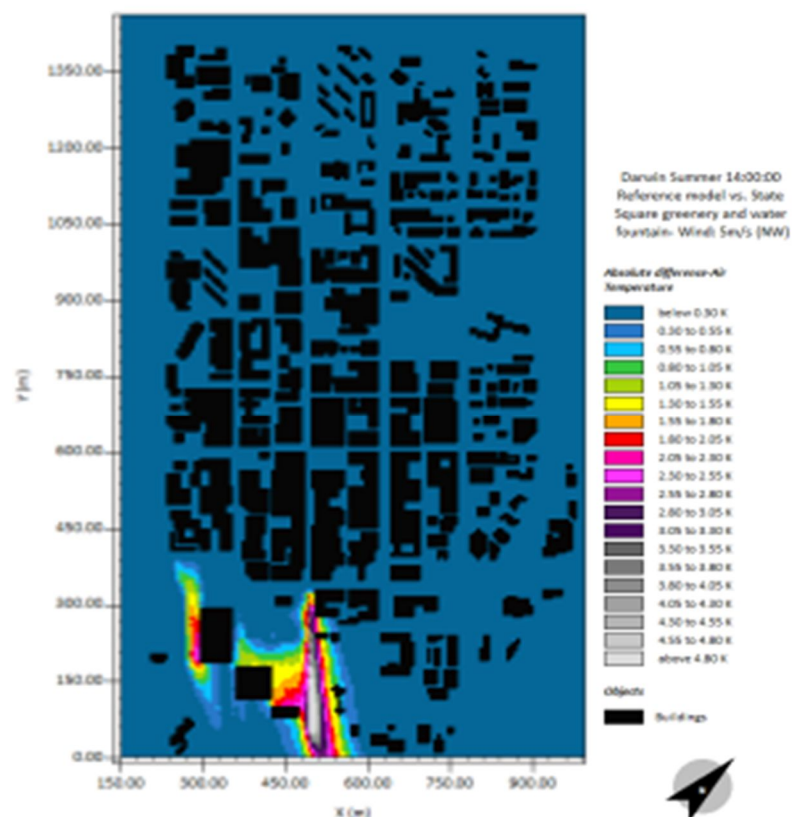 Darwin Summer 14:00:00
Reference model vs. State
Square greenery and water
fountain- Wind: 5m/s (NW)
Absolute difference-Air
Temperature
below 0.30 K
0.30 to 0.55 K
0.55 to 0.80 K
0.80 to 1.05 K
1.05 to 1.30 K
1.30 to 1.55 K
1.55 to 1.80 K
1.80 to 2.05 K
2.05 to 2.30 K
2.30 to 2.55 K
2.55 to 2.80 K
2.80 to 3.05 K
3.05 to 3.30 K
3.30 to 3.55 K
3.55 to 3.80 K
3.80 to 4.05 K
4.05 to 4.30 K
4.30 to 4.55 K
4.55 to 4.80 K
above 4.80 K
Objects
Buildings
Y (m)
1350.00
1200.00
1050.00
900.00
750.00
600.00
450.00
300.00
150.00
0.00
150.00 300.00 450.00 600.00 750.00 900.00
X (m)